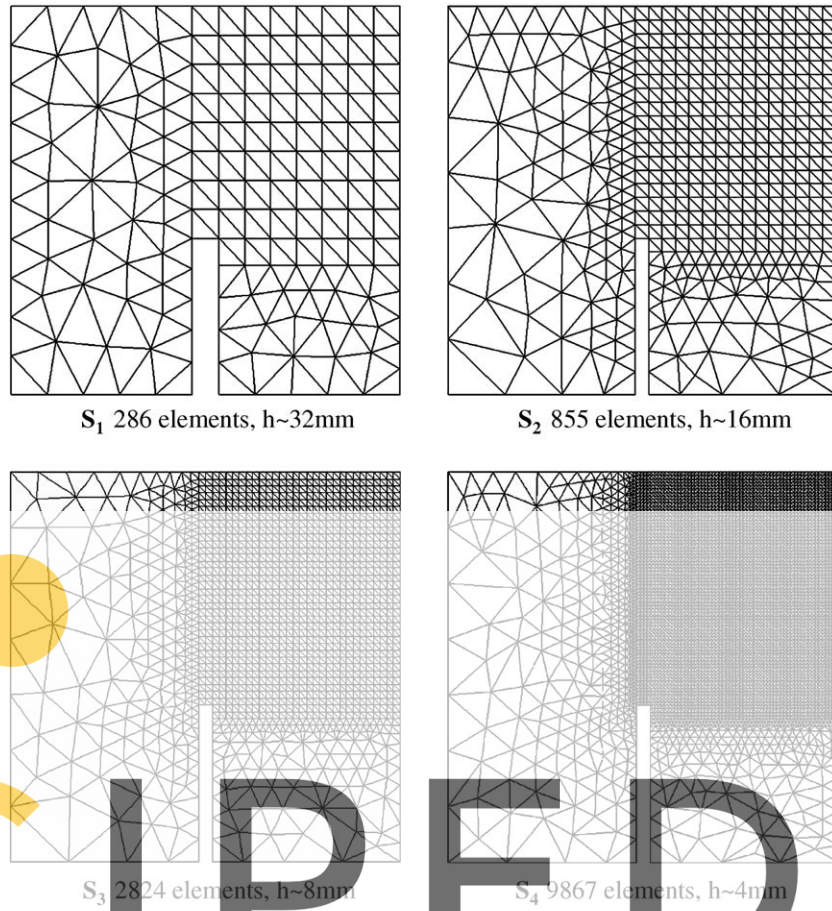 S₁ 286 elements, h~32mm
S₂ 855 elements, h~16mm
S₃ 2824 elements, h~8mm
S₄ 9867 elements, h~4mm